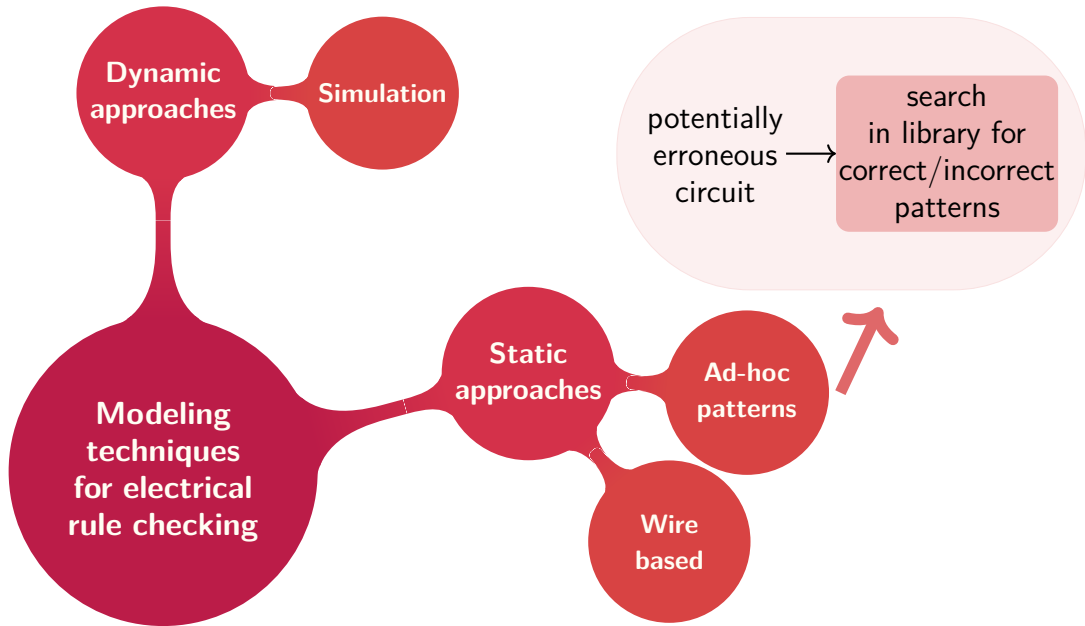 Dynamic
approaches
Simulation
potentially
erroneous
circuit
search
in library for
correct/incorrect
patterns
Modeling
techniques
for electrical
rule checking
Static
approaches
Ad-hoc
patterns
Wire
based